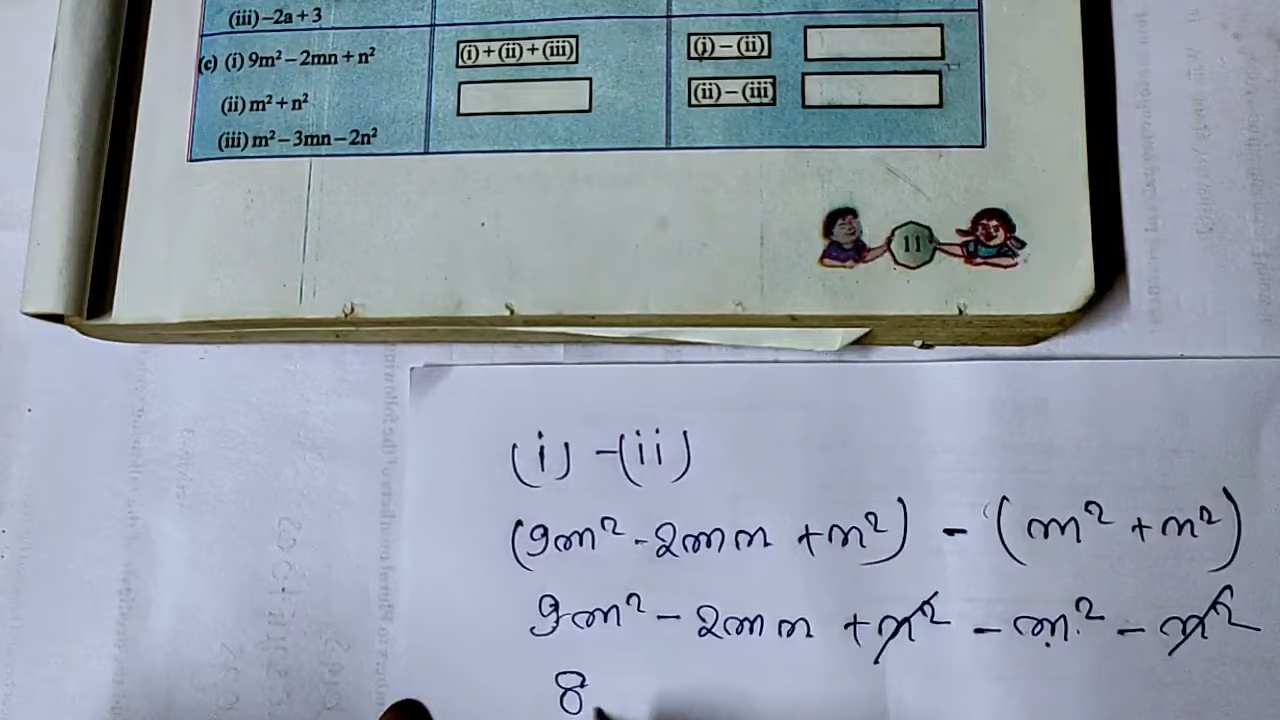 (iii) –2a + 3
(c) (i) 9m² – 2mn + n²
(i) + (ii) + (iii)
(i) – (ii)
(ii) m² + n²
(ii) – (iii)
(iii) m² – 3mn – 2n²
11
(i) - (ii)
(9m² - 2mn + n²) - (m² + n²)
9m² - 2mn + n² - m² - n²
8